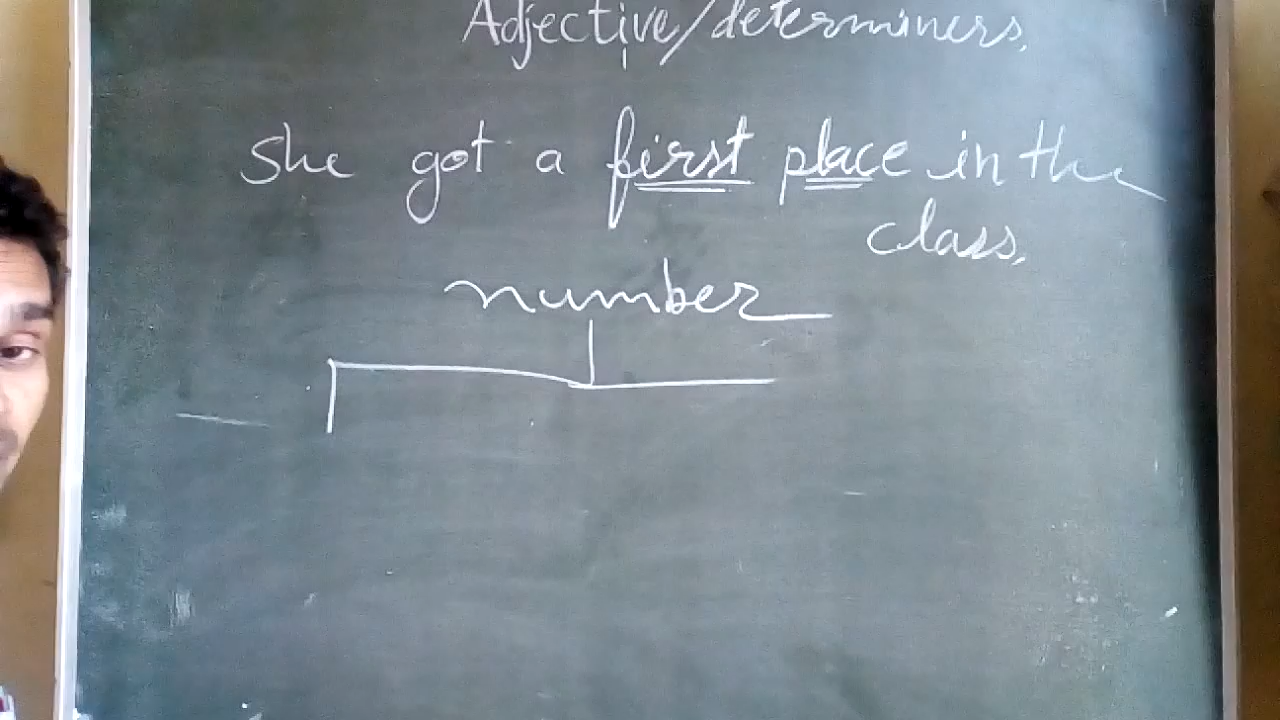 Adjective/determiners.
She got a first place in the
class.
number